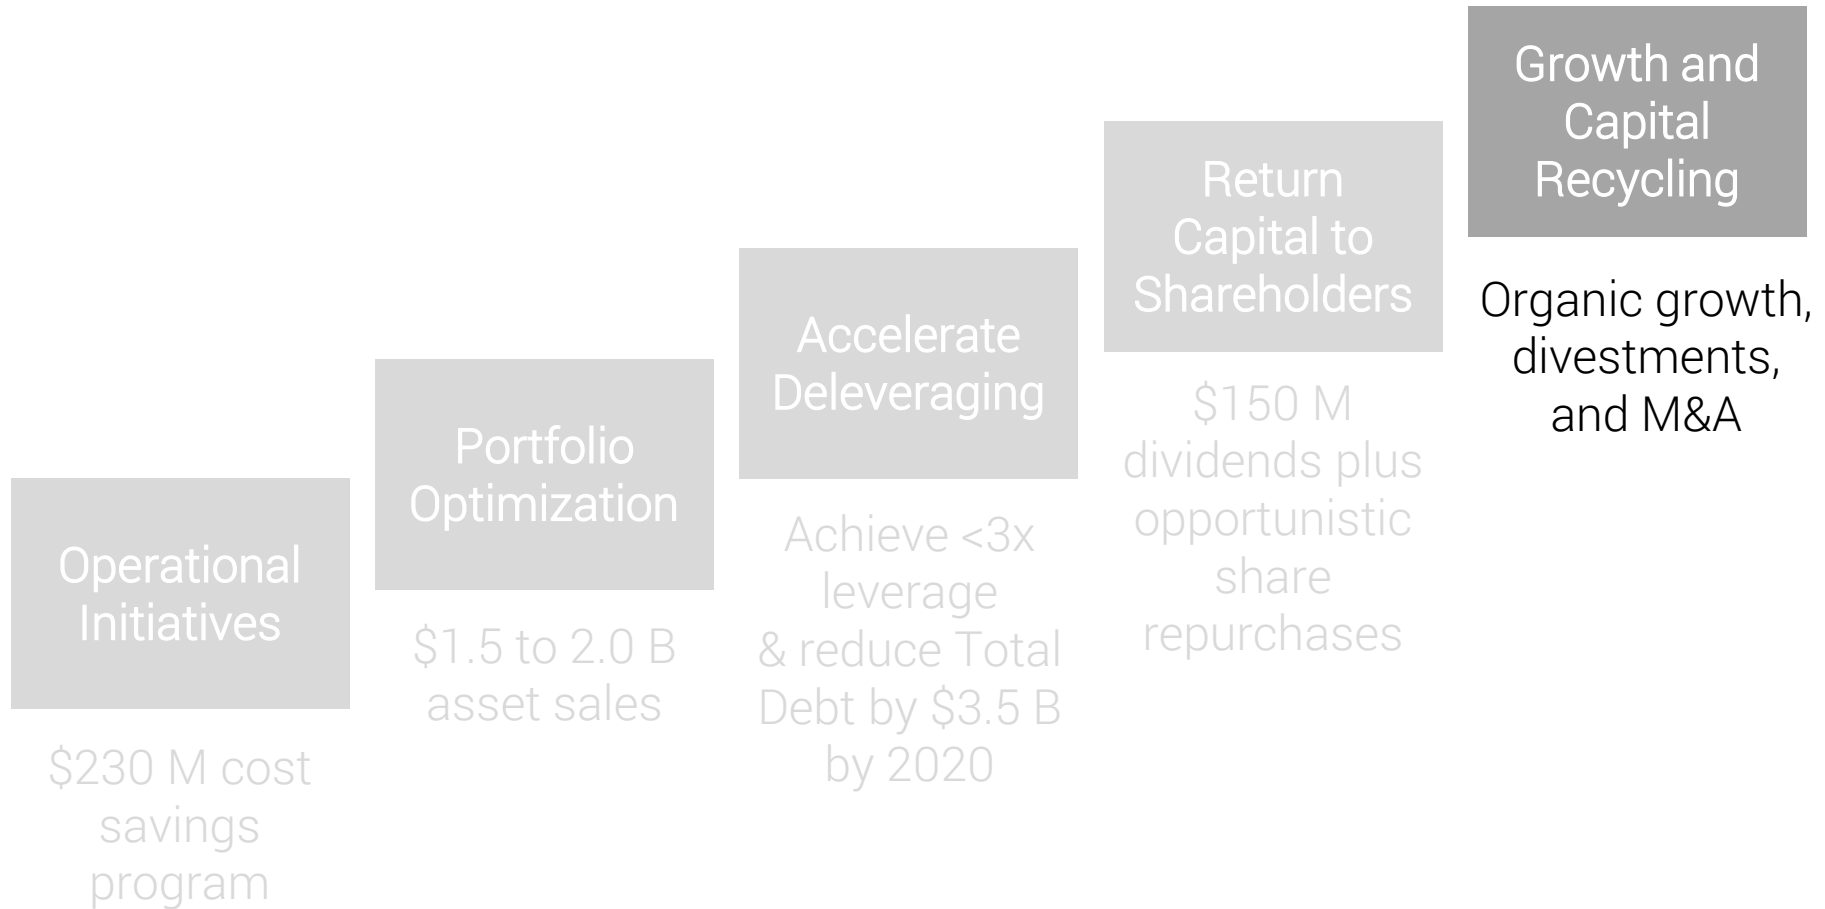 Operational
Initiatives
$230 M cost
savings
program
Portfolio
Optimization
$1.5 to 2.0 B
asset sales
Accelerate
Deleveraging
Achieve <3x
leverage
& reduce Total
Debt by $3.5 B
by 2020
Return
Capital to
Shareholders
$150 M
dividends plus
opportunistic
share
repurchases
Growth and
Capital
Recycling
Organic growth,
divestments,
and M&A